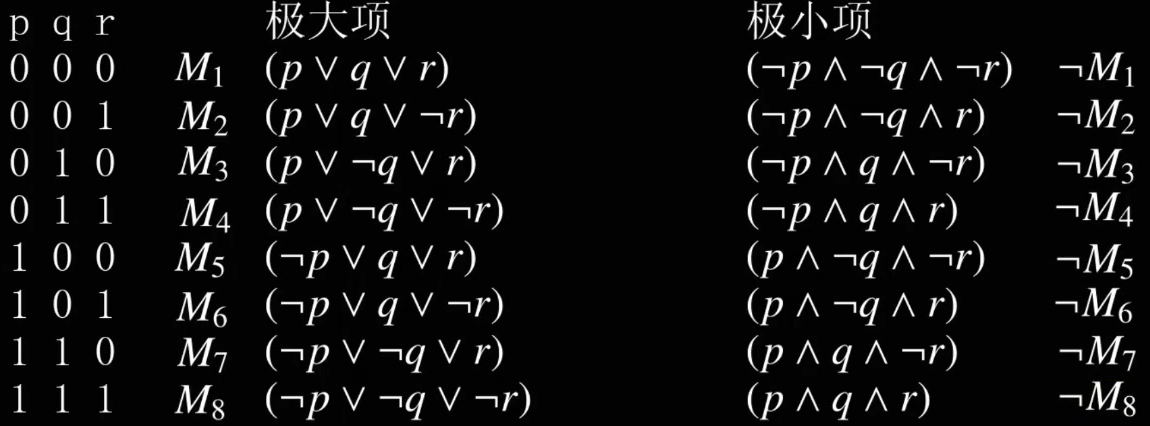 p q r 极大项 极小项
0 0 0 M₁ (p ∨ q ∨ r) (¬p ∧ ¬q ∧ ¬r) ¬M₁
0 0 1 M₂ (p ∨ q ∨ ¬r) (¬p ∧ ¬q ∧ r) ¬M₂
0 1 0 M₃ (p ∨ ¬q ∨ r) (¬p ∧ q ∧ ¬r) ¬M₃
0 1 1 M₄ (p ∨ ¬q ∨ ¬r) (¬p ∧ q ∧ r) ¬M₄
1 0 0 M₅ (¬p ∨ q ∨ r) (p ∧ ¬q ∧ ¬r) ¬M₅
1 0 1 M₆ (¬p ∨ q ∨ ¬r) (p ∧ ¬q ∧ r) ¬M₆
1 1 0 M₇ (¬p ∨ ¬q ∨ r) (p ∧ q ∧ ¬r) ¬M₇
1 1 1 M₈ (¬p ∨ ¬q ∨ ¬r) (p ∧ q ∧ r) ¬M₈